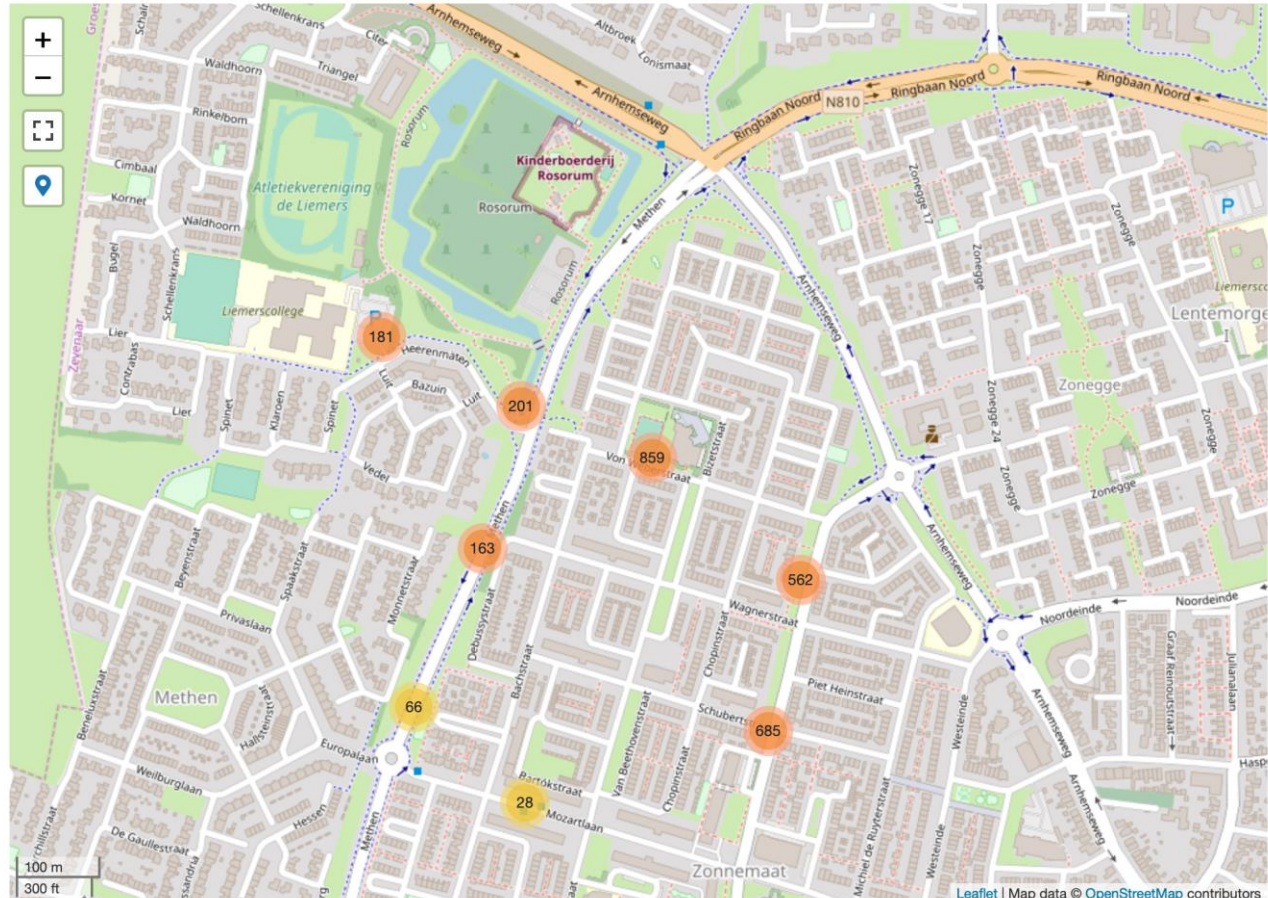 +
−
100 m
300 ft
Schellenkrans
Citer
Triangel
Waldhoorn
Rinkelbom
Cimbaal
Kornet
Waldhoorn
Bugel
Schellenkrans
Lier
Contrabas
Lier
Spinet
Klaroen
Spinet
Zevenaar
Atletiekvereniging
de Liemers
Liemerscollege
P
181
Heerenmaten
Luit
Bazuin
Luit
Vedel
201
Rosorum
Rosorum
Rosorum
Kinderboerderij
Rosorum
Arnhemseweg
Arnhemseweg
Altbroek
Lonismaat
Methen
Ringbaan Noord
N810
Ringbaan Noord
Ringbaan Noord
Arnhemseweg
Zonegge 17
Zonegge
Zonegge
Zonegge
Zonegge 24
Zonegge
Zonegge
Zonegge
P
Lentemorge
I
859
Bizetstraat
163
562
Wagnerstraat
Arnhemseweg
Noordeinde
Noordeinde
Beyenstraat
Spaakstraat
Monnetstraat
Privaslaan
Debussystraat
Bachstraat
Chopinstraat
Piet Heinstraat
Methen
Beneluxstraat
Hallsteinstraat
66
685
Europalaan
Weilburglaan
Hessen
De Gaullestraat
Methen
28
Bartókstraat
Mozartlaan
Van Beethovenstraat
Chopinstraat
Zonnemaat
Michiel de Ruyterstraat
Westeinde
Westeinde
Graaf Reinoutstraat
Julianalaan
Arnhemseweg
Arnhemseweg
Leaflet | Map data © OpenStreetMap contributors